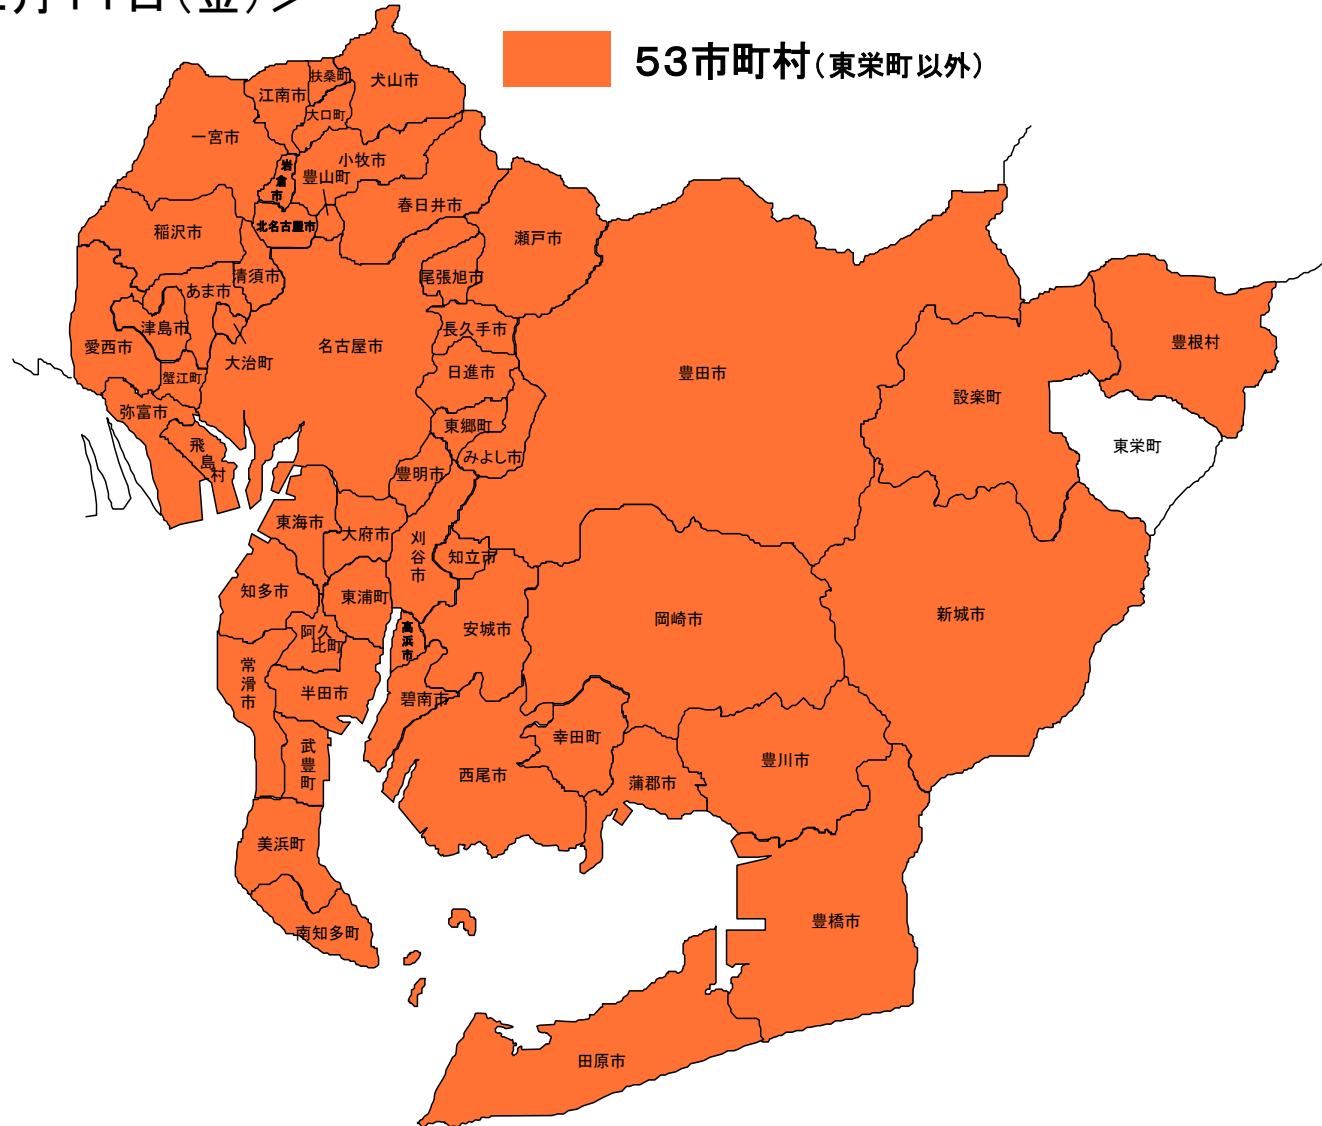 月11日(金)>
53市町村(東栄町以外)
犬山市
扶桑町
江南市
大口町
一宮市
小牧市
岩倉市
豊山町
春日井市
北名古屋市
稲沢市
瀬戸市
尾張旭市
清須市
あま市
津島市
長久手市
愛西市
名古屋市
大治町
日進市
豊田市
蟹江町
豊根村
設楽町
弥富市
東郷町
東栄町
飛島村
みよし市
豊明市
東海市
大府市
刈谷市
知立市
知多市
東浦町
新城市
岡崎市
安城市
阿久比町
高浜市
常滑市
半田市
碧南市
武豊町
幸田町
豊川市
西尾市
蒲郡市
美浜町
豊橋市
南知多町
田原市